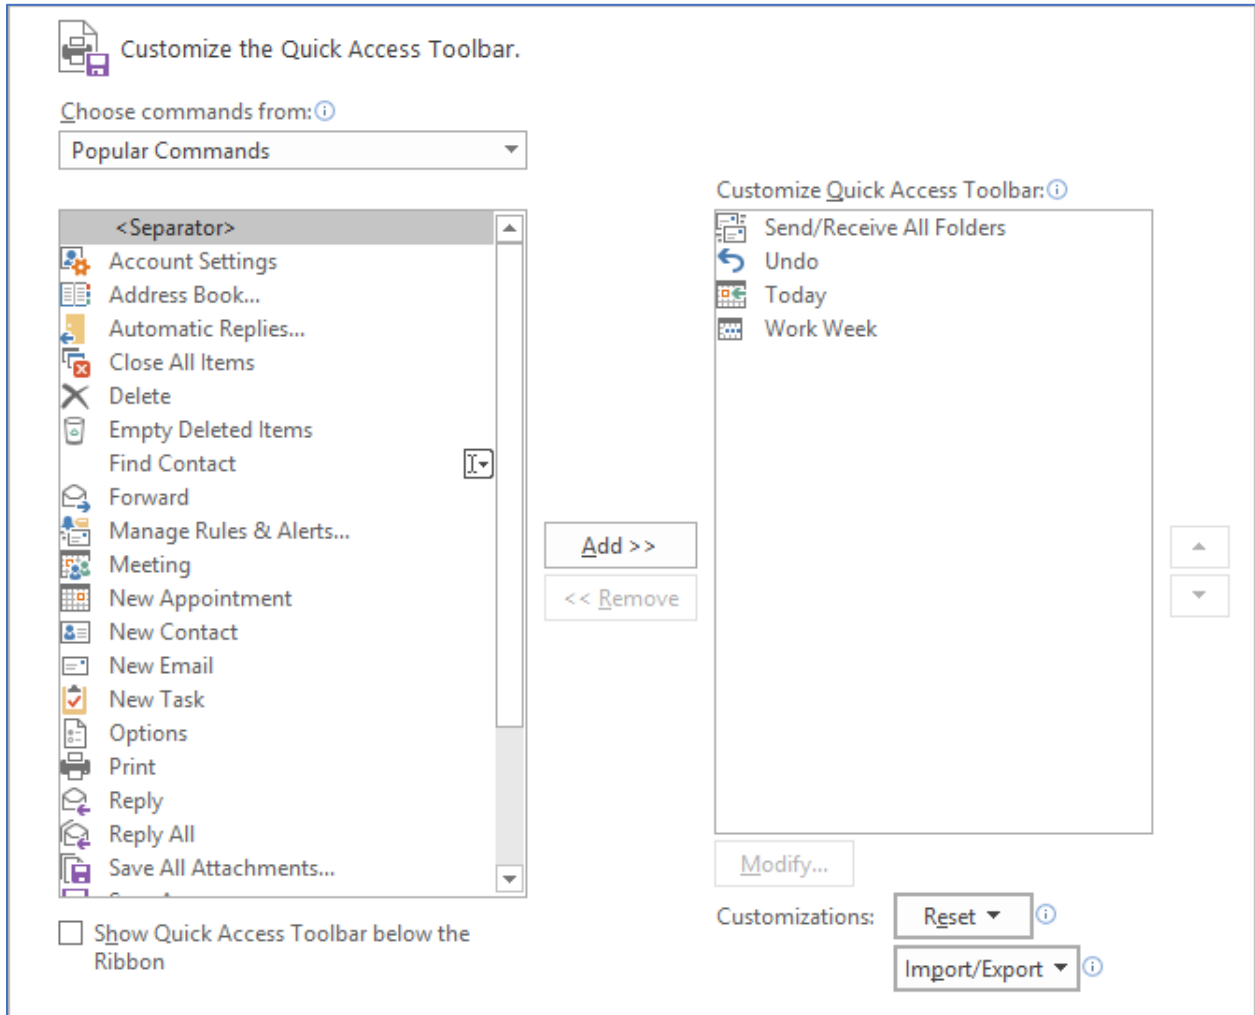 Customize the Quick Access Toolbar.
Choose commands from:
Popular Commands
<Separator>
Account Settings
Address Book...
Automatic Replies...
Close All Items
Delete
Empty Deleted Items
Find Contact
Forward
Manage Rules & Alerts...
Meeting
New Appointment
New Contact
New Email
New Task
Options
Print
Reply
Reply All
Save All Attachments...
Show Quick Access Toolbar below the
Ribbon
Add >>
<< Remove
Customize Quick Access Toolbar:
Send/Receive All Folders
Undo
Today
Work Week
Modify...
Customizations:
Reset
Import/Export